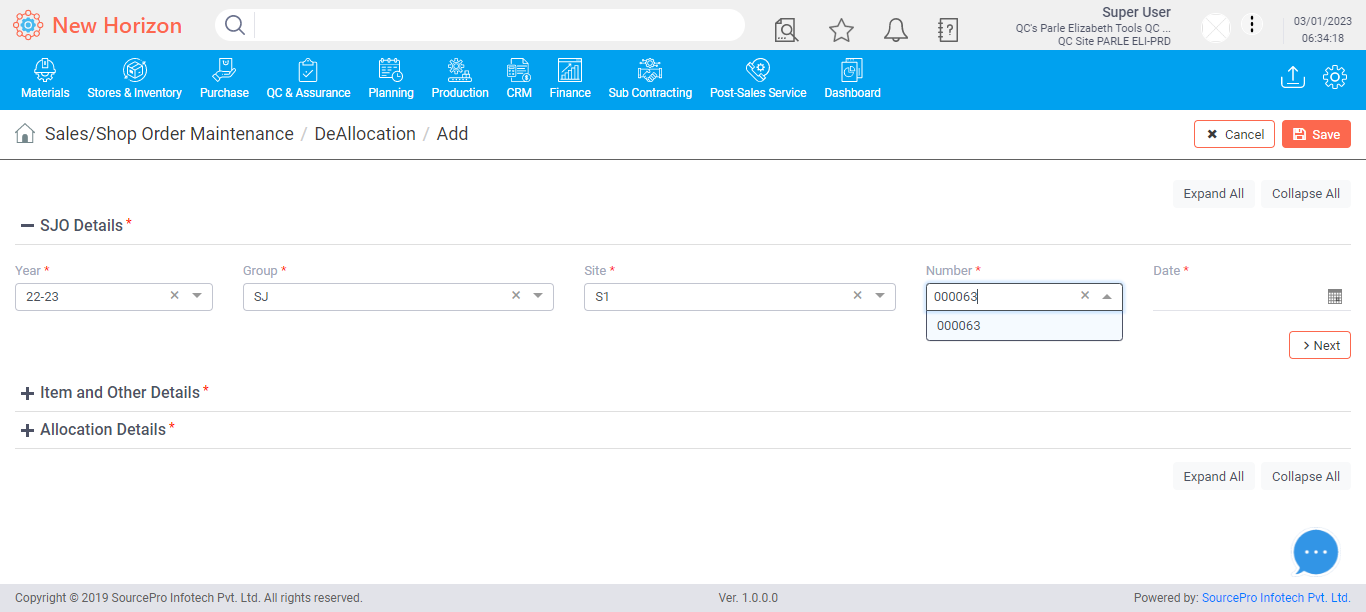 New Horizon
Super User
QC's Parle Elizabeth Tools QC ...
QC Site PARLE ELI-PRD
03/01/2023
06:34:18
Materials
Stores & Inventory
Purchase
QC & Assurance
Planning
Production
CRM
Finance
Sub Contracting
Post-Sales Service
Dashboard
Sales/Shop Order Maintenance / DeAllocation / Add
Cancel
Save
Expand All
Collapse All
SJO Details *
Year *
Group *
Site *
Number *
Date *
22-23
SJ
S1
000063
000063
Next
Item and Other Details *
Allocation Details *
Expand All
Collapse All
Copyright © 2019 SourcePro Infotech Pvt. Ltd. All rights reserved.
Ver. 1.0.0.0
Powered by: SourcePro Infotech Pvt. Ltd.